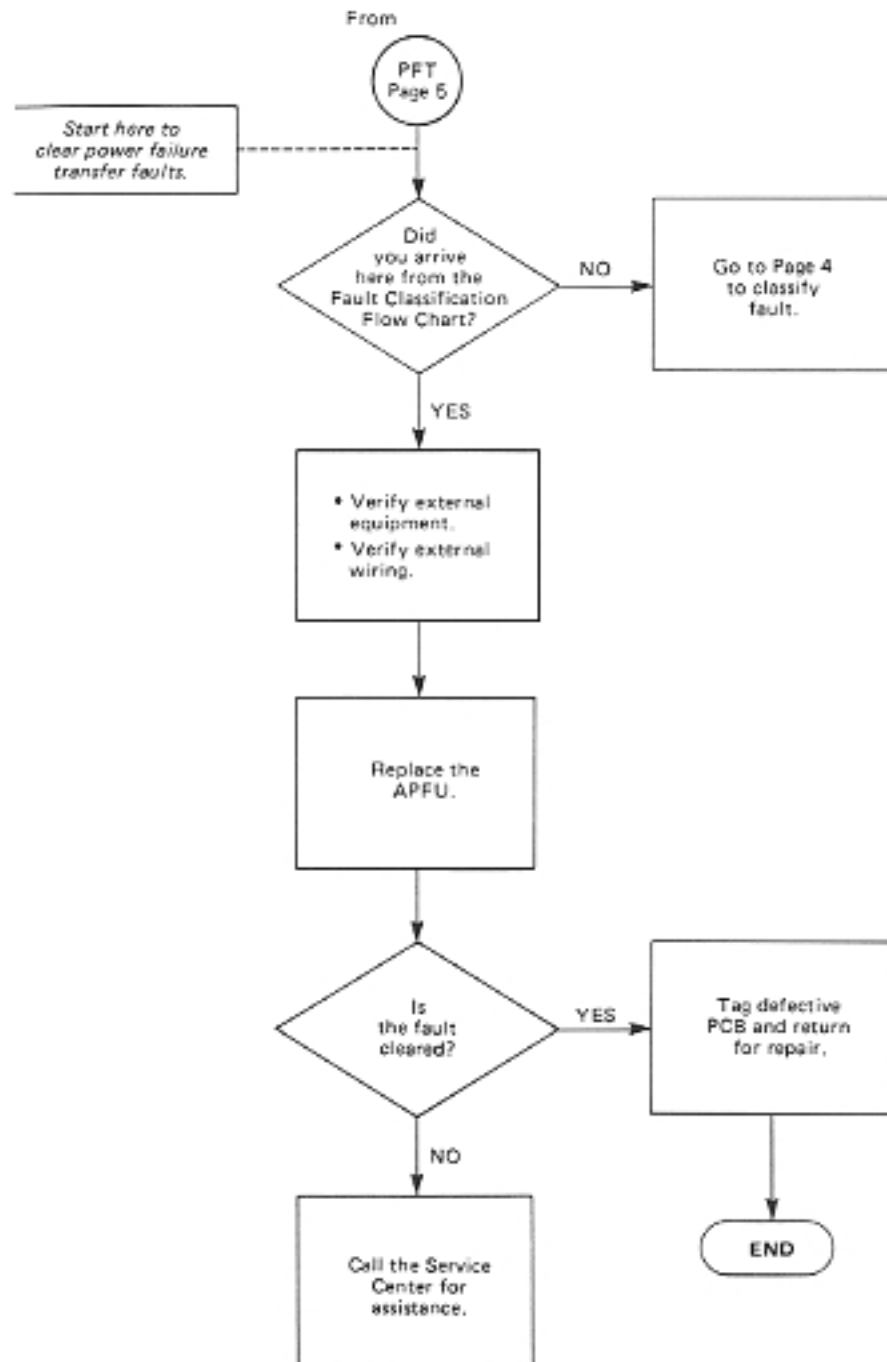 From
PFT
Page 5
Start here to
clear power failure
transfer faults.
Did
you arrive
here from the
Fault Classification
Flow Chart?
NO
Go to Page 4
to classify
fault.
YES
• Verify external
equipment.
• Verify external
wiring.
Replace the
APFU.
Is
the fault
cleared?
YES
Tag defective
PCB and return
for repair.
NO
END
Call the Service
Center for
assistance.